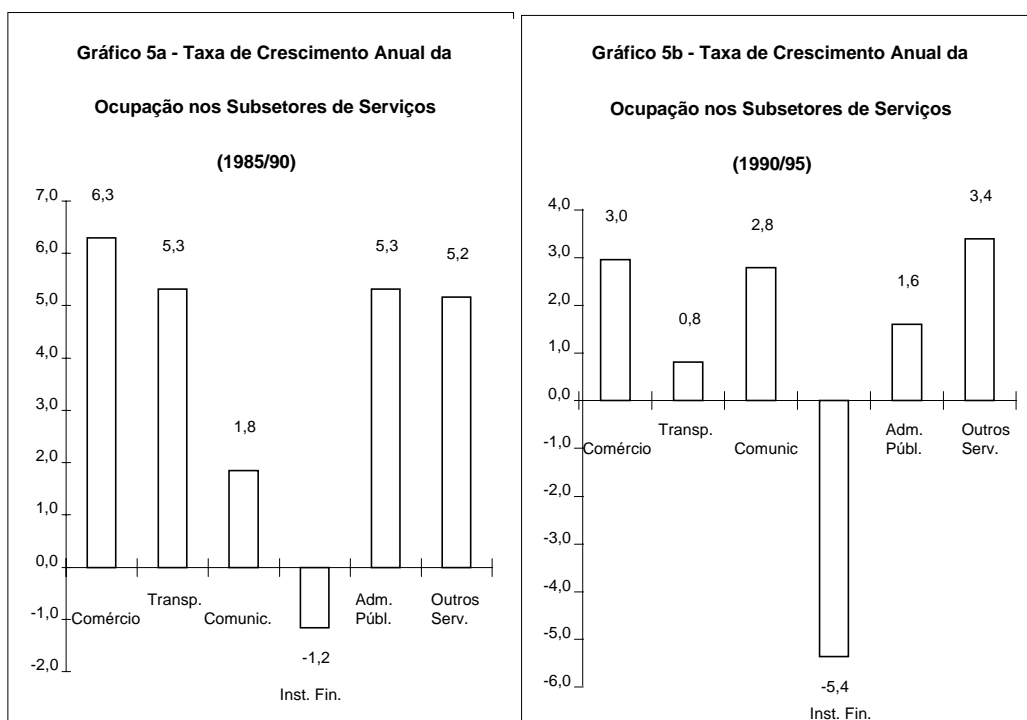 Gráfico 5a - Taxa de Crescimento Anual da
Ocupação nos Subsetores de Serviços
(1985/90)
7,0
6,0
5,0
4,0
3,0
2,0
1,0
0,0
-1,0
-2,0
6,3
5,3
1,8
-1,2
5,3
5,2
Comércio
Transp.
Comunic.
Inst. Fin.
Adm.
Públ.
Outros
Serv.
Gráfico 5b - Taxa de Crescimento Anual da
Ocupação nos Subsetores de Serviços
(1990/95)
4,0
3,0
2,0
1,0
0,0
-1,0
-2,0
-3,0
-4,0
-5,0
-6,0
3,0
0,8
2,8
-5,4
1,6
3,4
Comércio
Transp.
Comunic
Inst. Fin.
Adm.
Públ.
Outros
Serv.